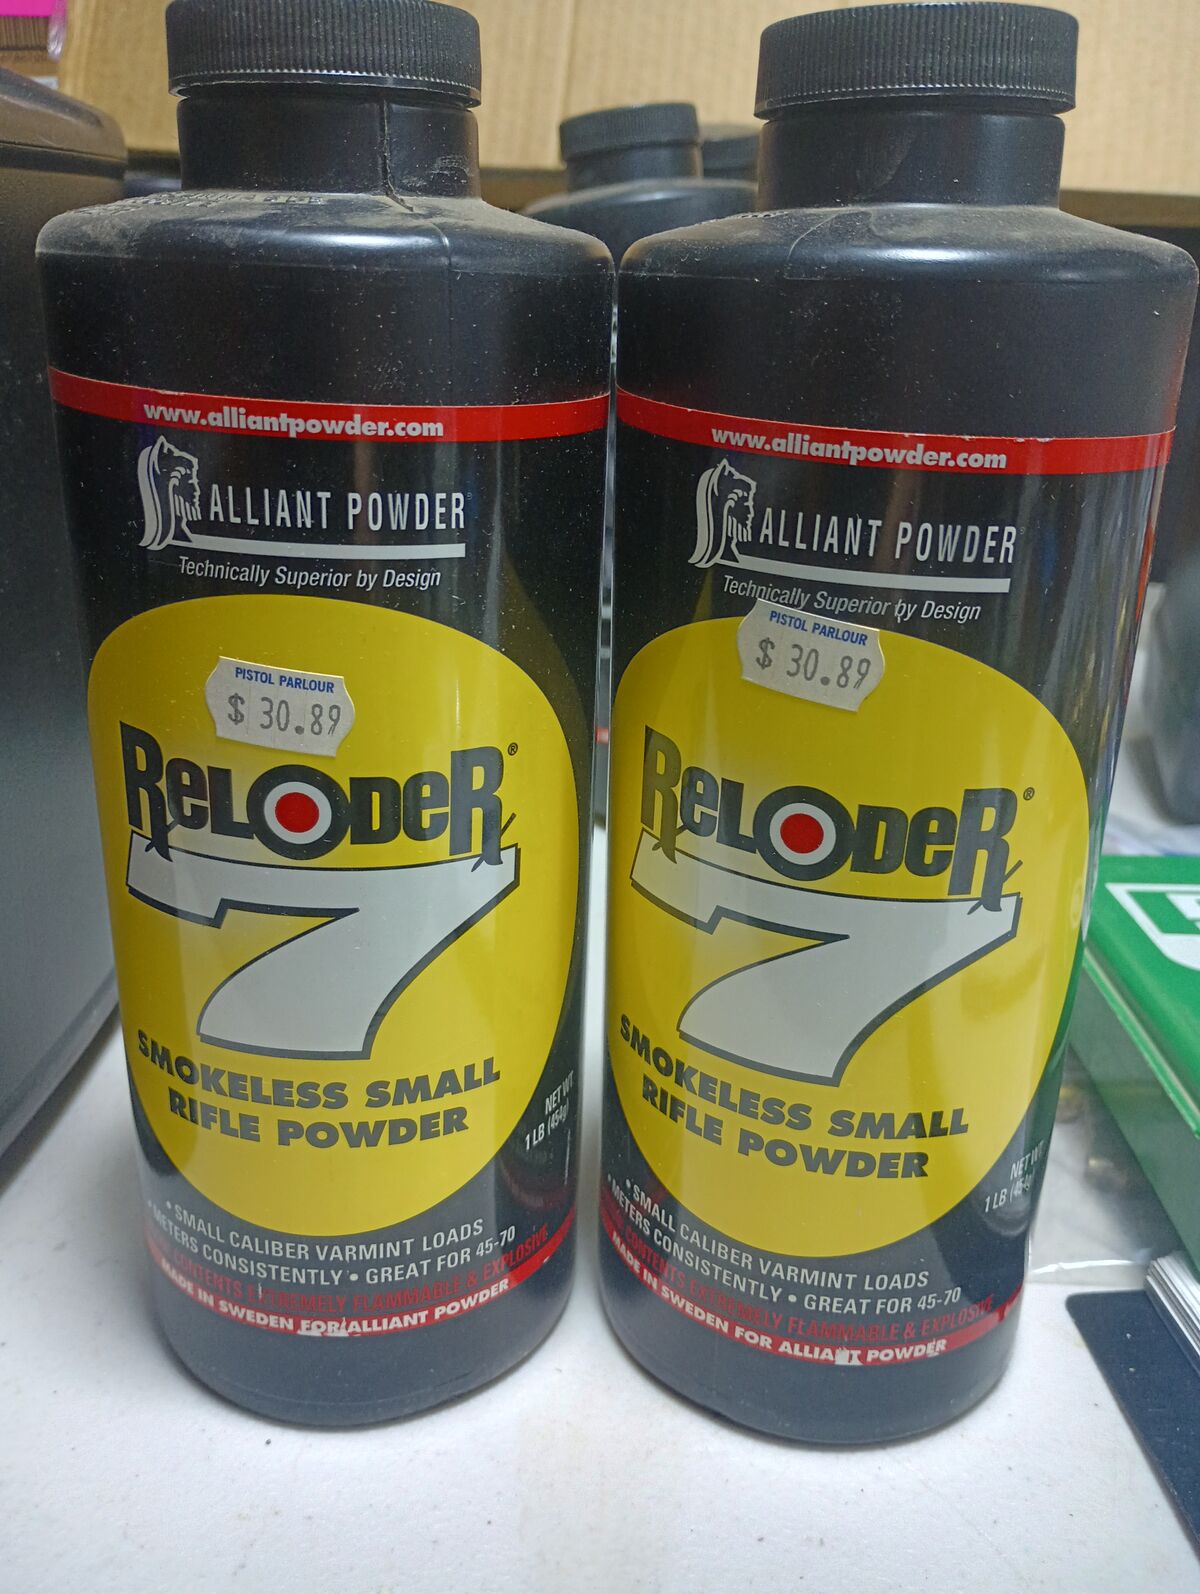 www.alliantpowder.com
ALLIANT POWDER
Technically Superior by Design
PISTOL PARLOUR
$ 30.89
RELODER®
7
SMOKELESS SMALL
RIFLE POWDER
NET WT.
1 LB (454g)
• SMALL CALIBER VARMINT LOADS
• METERS CONSISTENTLY • GREAT FOR 45-70
CONTENTS EXTREMELY FLAMMABLE & EXPLOSIVE
MADE IN SWEDEN FOR ALLIANT POWDER
www.alliantpowder.com
ALLIANT POWDER
Technically Superior by Design
PISTOL PARLOUR
$ 30.89
RELODER®
7
SMOKELESS SMALL
RIFLE POWDER
NET W
1 LB (454
• SMALL CALIBER VARMINT LOADS
• METERS CONSISTENTLY • GREAT FOR 45-70
CONTENTS EXTREMELY FLAMMABLE & EXPLOSIVE
MADE IN SWEDEN FOR ALLIANT POWDER